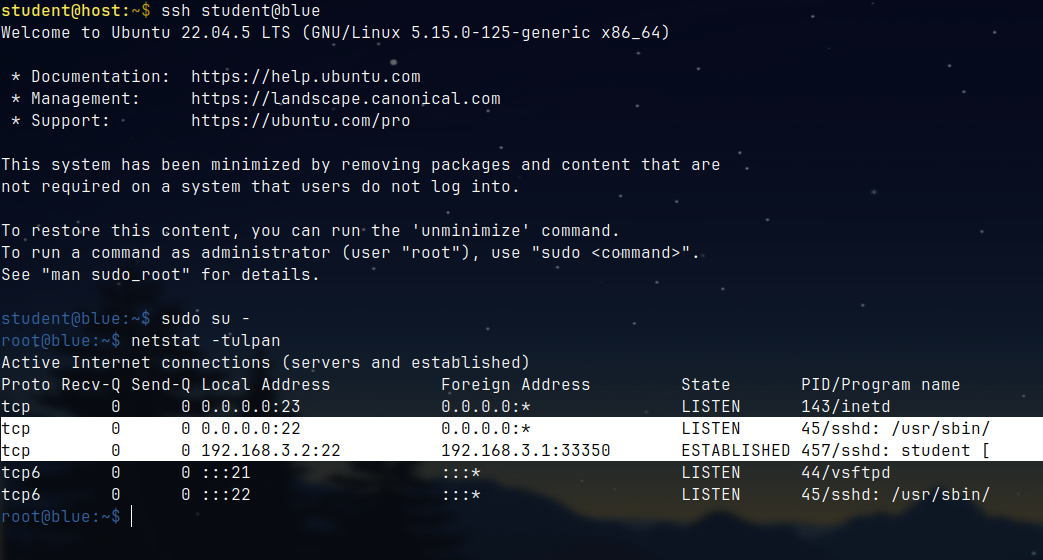 student@host:~$ ssh student@blue
Welcome to Ubuntu 22.04.5 LTS (GNU/Linux 5.15.0-125-generic x86_64)

 * Documentation:  https://help.ubuntu.com
 * Management:     https://landscape.canonical.com
 * Support:        https://ubuntu.com/pro

This system has been minimized by removing packages and content that are
not required on a system that users do not log into.

To restore this content, you can run the 'unminimize' command.
To run a command as administrator (user "root"), use "sudo <command>".
See "man sudo_root" for details.

student@blue:~$ sudo su -
root@blue:~$ netstat -tulpan
Active Internet connections (servers and established)
Proto Recv-Q Send-Q Local Address           Foreign Address         State       PID/Program name
tcp        0      0 0.0.0.0:23              0.0.0.0:*               LISTEN      143/inetd
tcp        0      0 0.0.0.0:22              0.0.0.0:*               LISTEN      45/sshd: /usr/sbin/
tcp        0      0 192.168.3.2:22          192.168.3.1:33350       ESTABLISHED 457/sshd: student [
tcp6       0      0 :::21                   :::*                    LISTEN      44/vsftpd
tcp6       0      0 :::22                   :::*                    LISTEN      45/sshd: /usr/sbin/
root@blue:~$